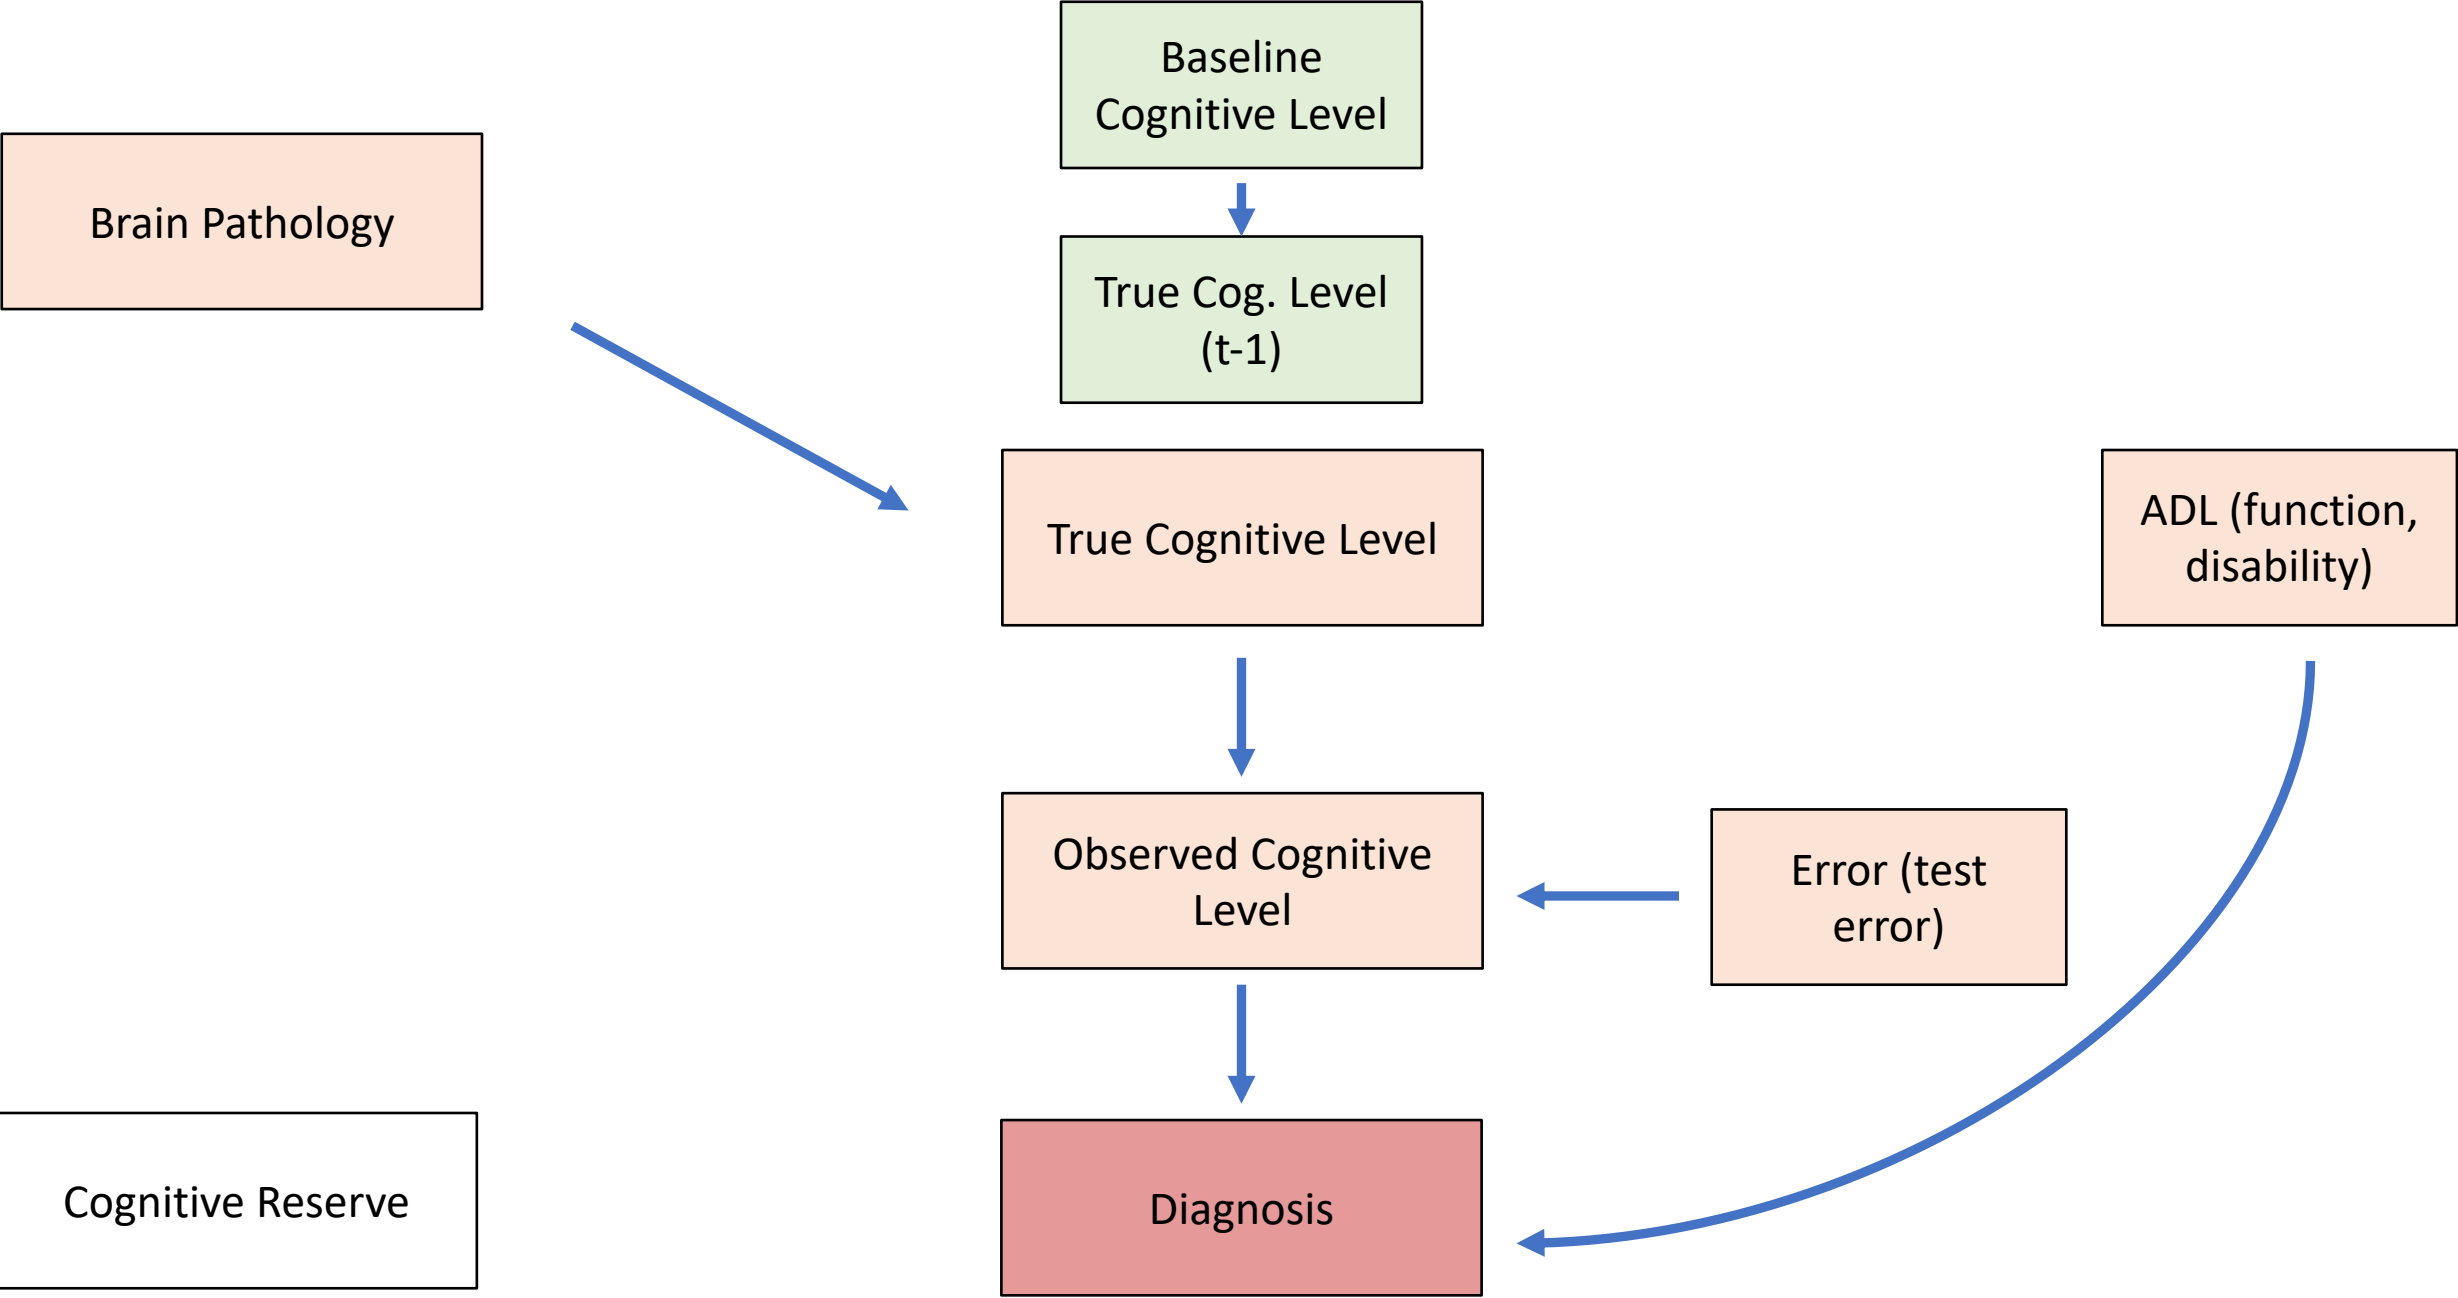 Baseline
Cognitive Level
Brain Pathology
True Cog. Level
(t-1)
True Cognitive Level
ADL (function,
disability)
Observed Cognitive
Level
Error (test
error)
Cognitive Reserve
Diagnosis